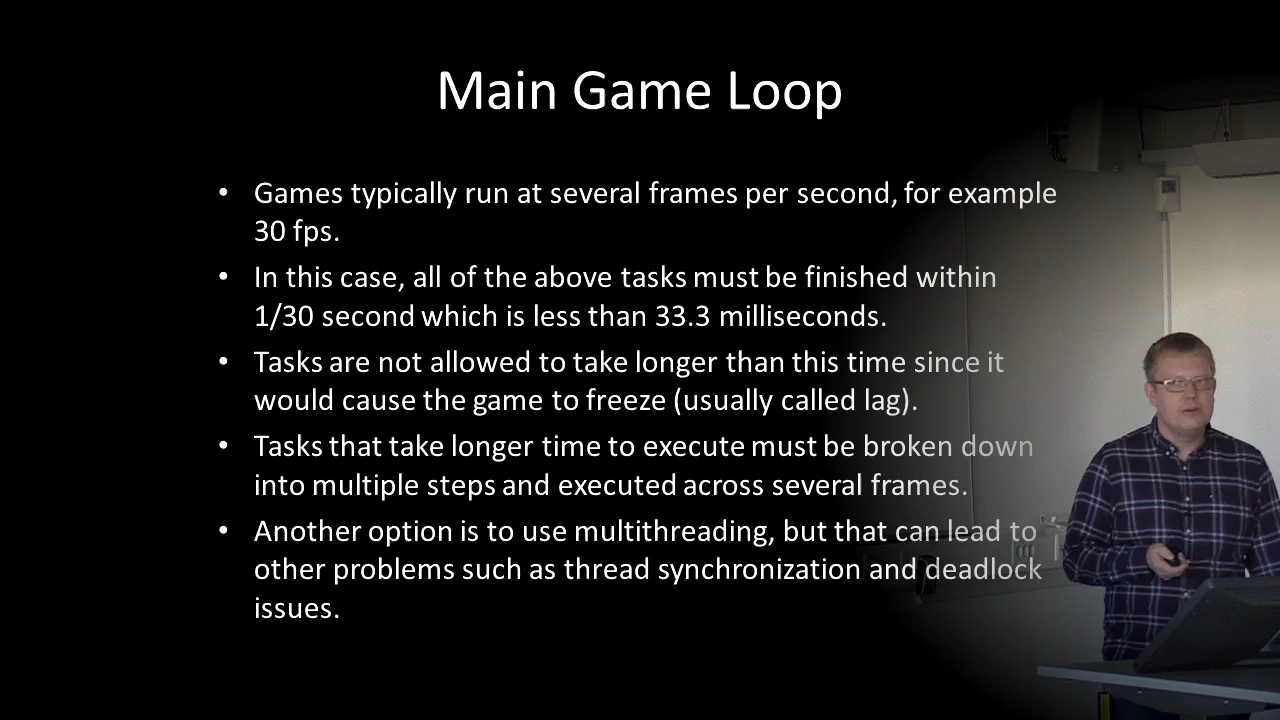 Main Game Loop
• Games typically run at several frames per second, for example
30 fps.
• In this case, all of the above tasks must be finished within
1/30 second which is less than 33.3 milliseconds.
• Tasks are not allowed to take longer than this time since it
would cause the game to freeze (usually called lag).
• Tasks that take longer time to execute must be broken down
into multiple steps and executed across several frames.
• Another option is to use multithreading, but that can lead to
other problems such as thread synchronization and deadlock
issues.